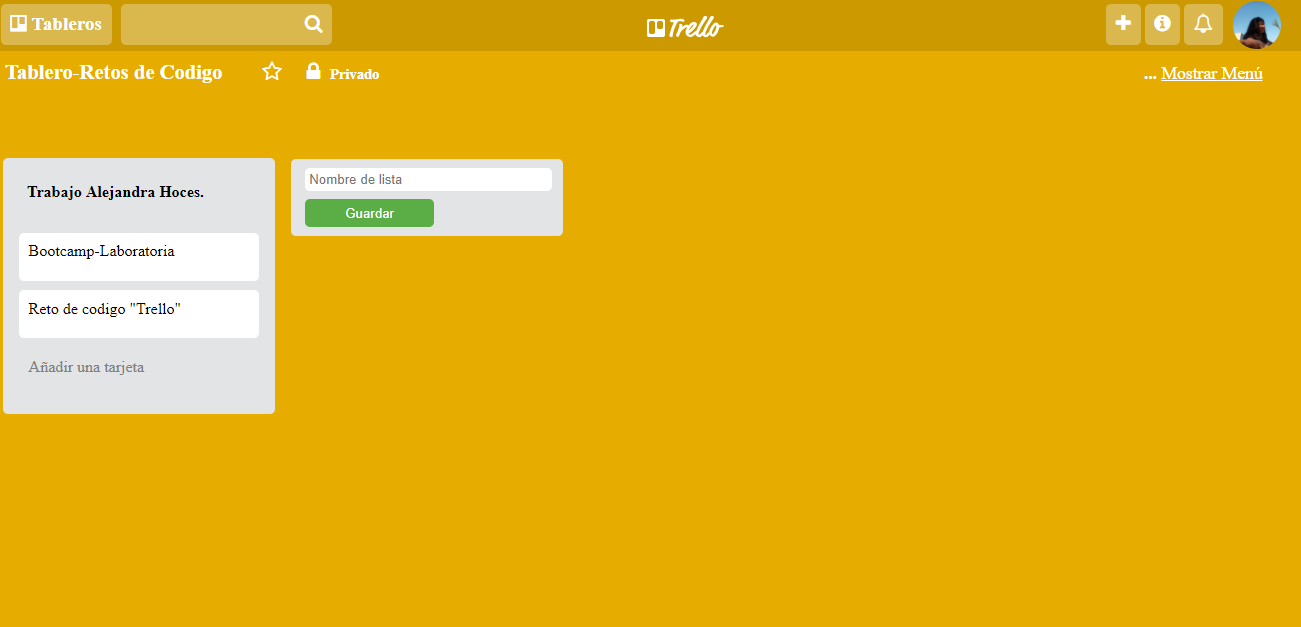 Tableros
Trello
Tablero-Retos de Codigo
Privado
... Mostrar Menú
Trabajo Alejandra Hoces.
Bootcamp-Laboratoria
Reto de codigo "Trello"
Añadir una tarjeta
Nombre de lista
Guardar